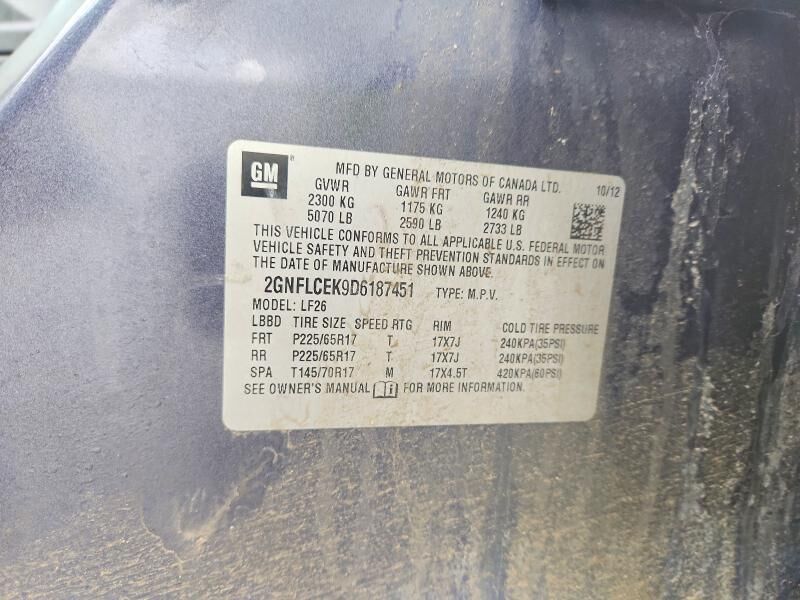 GM ® MFD BY GENERAL MOTORS OF CANADA LTD. 10/12
GVWR GAWR FRT GAWR RR
2300 KG 1175 KG 1240 KG
5070 LB 2590 LB 2733 LB
THIS VEHICLE CONFORMS TO ALL APPLICABLE U.S. FEDERAL MOTOR
VEHICLE SAFETY AND THEFT PREVENTION STANDARDS IN EFFECT ON
THE DATE OF MANUFACTURE SHOWN ABOVE.
2GNFLCEK9D6187451 TYPE: M.P.V.
MODEL: LF26
LBBD TIRE SIZE SPEED RTG RIM COLD TIRE PRESSURE
FRT P225/65R17 T 17X7J 240KPA(35PSI)
RR P225/65R17 T 17X7J 240KPA(35PSI)
SPA T145/70R17 M 17X4.5T 420KPA(60PSI)
SEE OWNER'S MANUAL i FOR MORE INFORMATION.